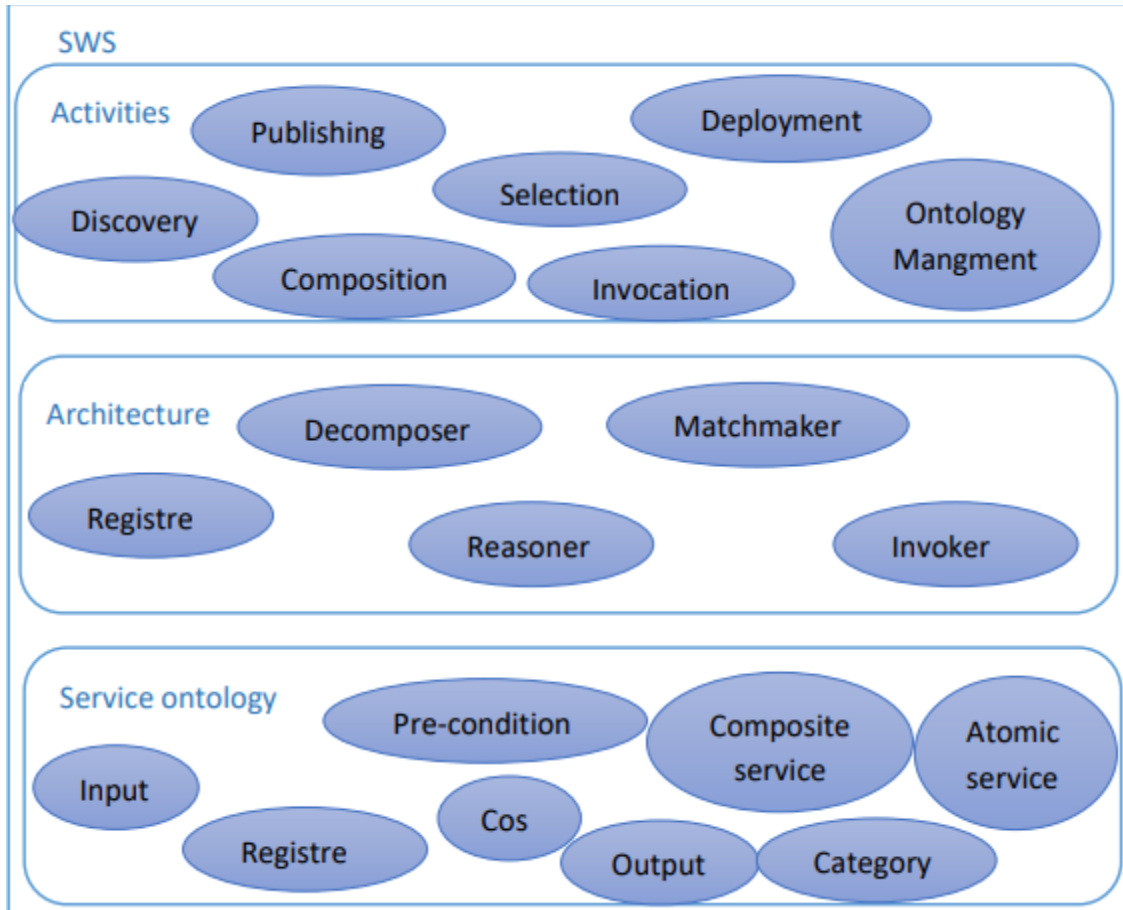 SWS
Activities
Publishing
Deployment
Selection
Discovery
Ontology
Mangment
Composition
Invocation
Architecture
Decomposer
Matchmaker
Registre
Reasoner
Invoker
Service ontology
Pre-condition
Composite
service
Atomic
service
Input
Cos
Registre
Output
Category